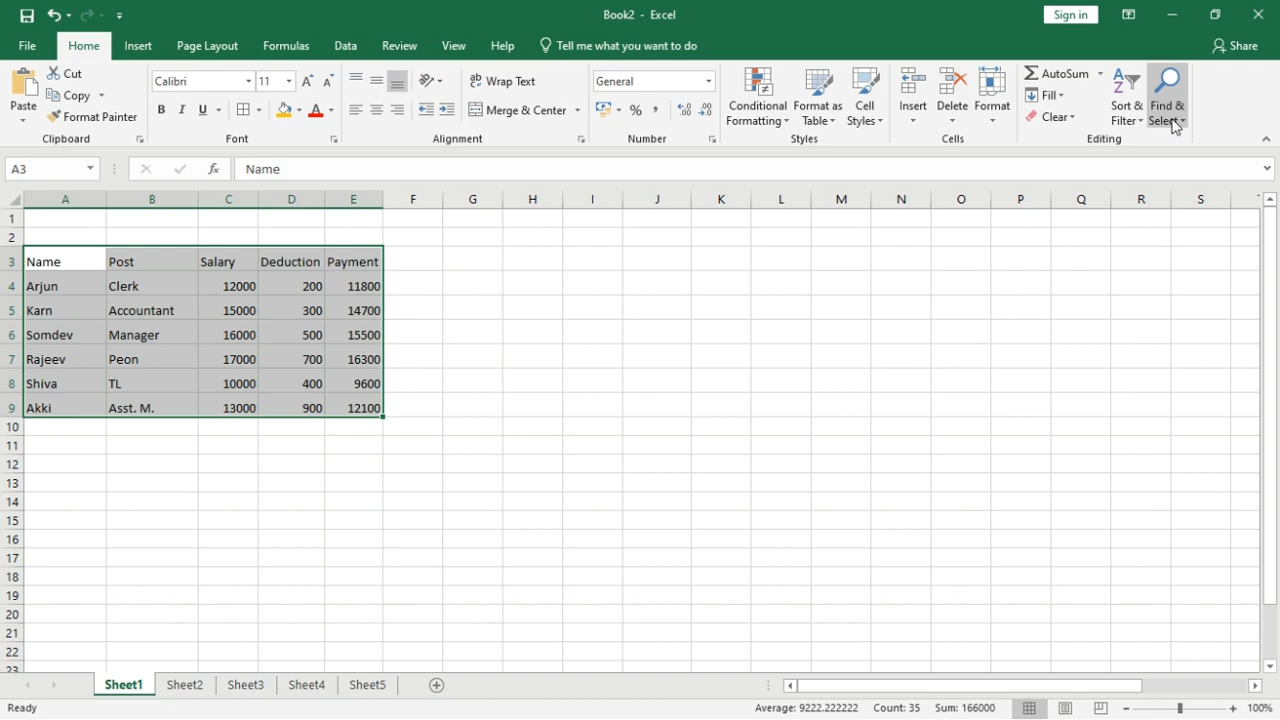 Book2 - Excel
Sign in
File Home Insert Page Layout Formulas Data Review View Help Tell me what you want to do Share
Paste
Cut
Copy
Format Painter
Clipboard
Calibri 11
B I U A
Font
Wrap Text
Merge & Center
Alignment
General
%
Number
Conditional Formatting
Format as Table
Cell Styles
Styles
Insert
Delete
Format
Cells
AutoSum
Fill
Clear
Sort & Filter
Find & Select
Editing
A3 fx Name
A B C D E F G H I J K L M N O P Q R S
1
2
3 Name Post Salary Deduction Payment
4 Arjun Clerk 12000 200 11800
5 Karn Accountant 15000 300 14700
6 Somdev Manager 16000 500 15500
7 Rajeev Peon 17000 700 16300
8 Shiva TL 10000 400 9600
9 Akki Asst. M. 13000 900 12100
10
11
12
13
14
15
16
17
18
19
20
21
22
23
Sheet1 Sheet2 Sheet3 Sheet4 Sheet5
Ready Average: 9222.222222 Count: 35 Sum: 166000 100%